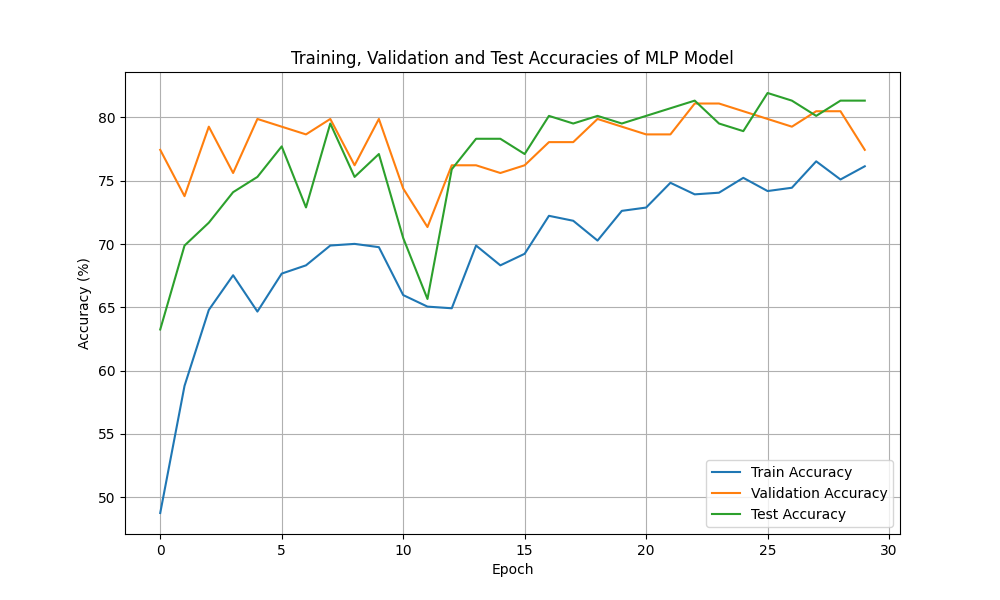 Training, Validation and Test Accuracies of MLP Model
Accuracy (%)
80
75
70
65
60
55
50
0 5 10 15 20 25 30
Epoch
Train Accuracy
Validation Accuracy
Test Accuracy